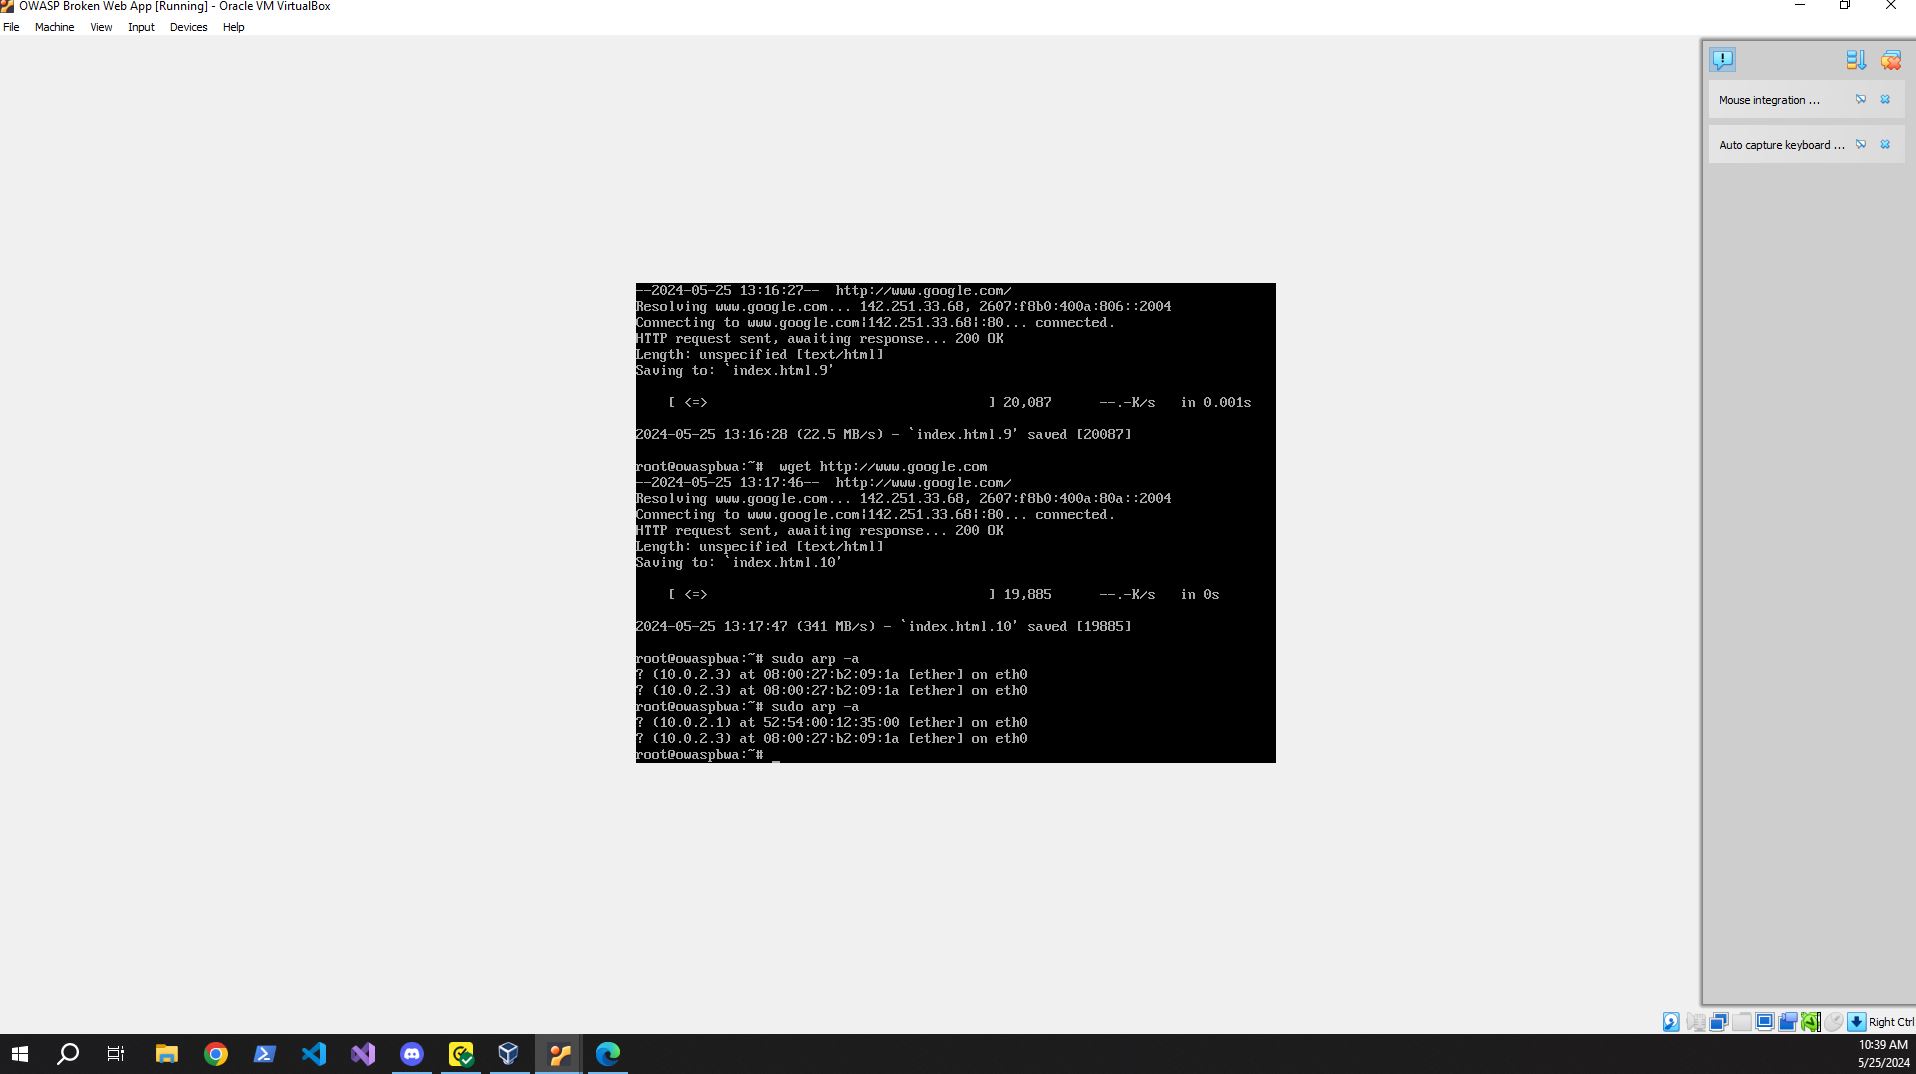 OWASP Broken Web App [Running] - Oracle VM VirtualBox
File Machine View Input Devices Help
Mouse integration ...
Auto capture keyboard ...
--2024-05-25 13:16:27--  http://www.google.com/
Resolving www.google.com... 142.251.33.68, 2607:f8b0:400a:806::2004
Connecting to www.google.com|142.251.33.68|:80... connected.
HTTP request sent, awaiting response... 200 OK
Length: unspecified [text/html]
Saving to: `index.html.9'
[ <=> ] 20,087 --.-K/s in 0.001s
2024-05-25 13:16:28 (22.5 MB/s) - `index.html.9' saved [20087]
root@owaspbwa:~#  wget http://www.google.com
--2024-05-25 13:17:46--  http://www.google.com/
Resolving www.google.com... 142.251.33.68, 2607:f8b0:400a:80a::2004
Connecting to www.google.com|142.251.33.68|:80... connected.
HTTP request sent, awaiting response... 200 OK
Length: unspecified [text/html]
Saving to: `index.html.10'
[ <=> ] 19,885 --.-K/s in 0s
2024-05-25 13:17:47 (341 MB/s) - `index.html.10' saved [19885]
root@owaspbwa:~# sudo arp -a
? (10.0.2.3) at 08:00:27:b2:09:1a [ether] on eth0
? (10.0.2.3) at 08:00:27:b2:09:1a [ether] on eth0
root@owaspbwa:~# sudo arp -a
? (10.0.2.1) at 52:54:00:12:35:00 [ether] on eth0
? (10.0.2.3) at 08:00:27:b2:09:1a [ether] on eth0
root@owaspbwa:~# _
Right Ctrl
10:39 AM
5/25/2024